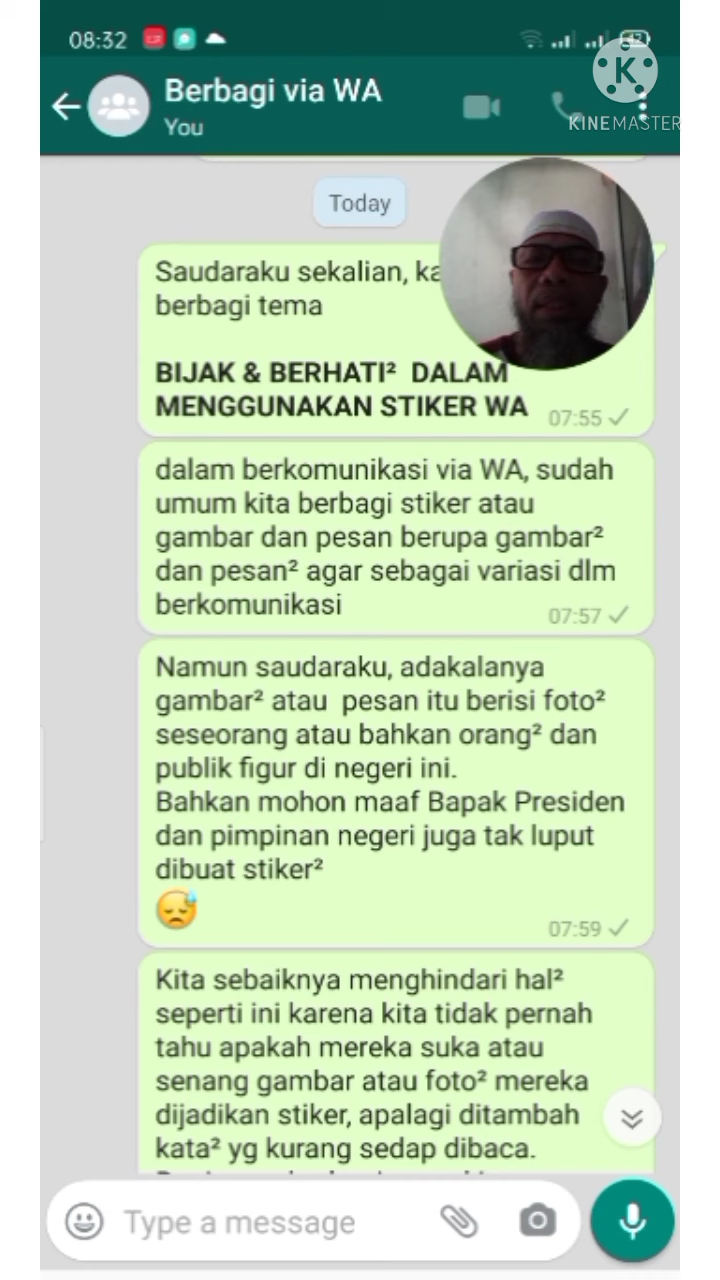 08:32
42
Berbagi via WA
You
K
KINEMASTER
Today
Saudaraku sekalian,
berbagi tema
BIJAK & BERHATI² DALAM
MENGGUNAKAN STIKER WA
07:55
dalam berkomunikasi via WA, sudah
umum kita berbagi stiker atau
gambar dan pesan berupa gambar²
dan pesan² agar sebagai variasi dlm
berkomunikasi
07:57
Namun saudaraku, adakalanya
gambar² atau pesan itu berisi foto²
seseorang atau bahkan orang² dan
publik figur di negeri ini.
Bahkan mohon maaf Bapak Presiden
dan pimpinan negeri juga tak luput
dibuat stiker²
07:59
Kita sebaiknya menghindari hal²
seperti ini karena kita tidak pernah
tahu apakah mereka suka atau
senang gambar atau foto² mereka
dijadikan stiker, apalagi ditambah
kata² yg kurang sedap dibaca.
Type a message